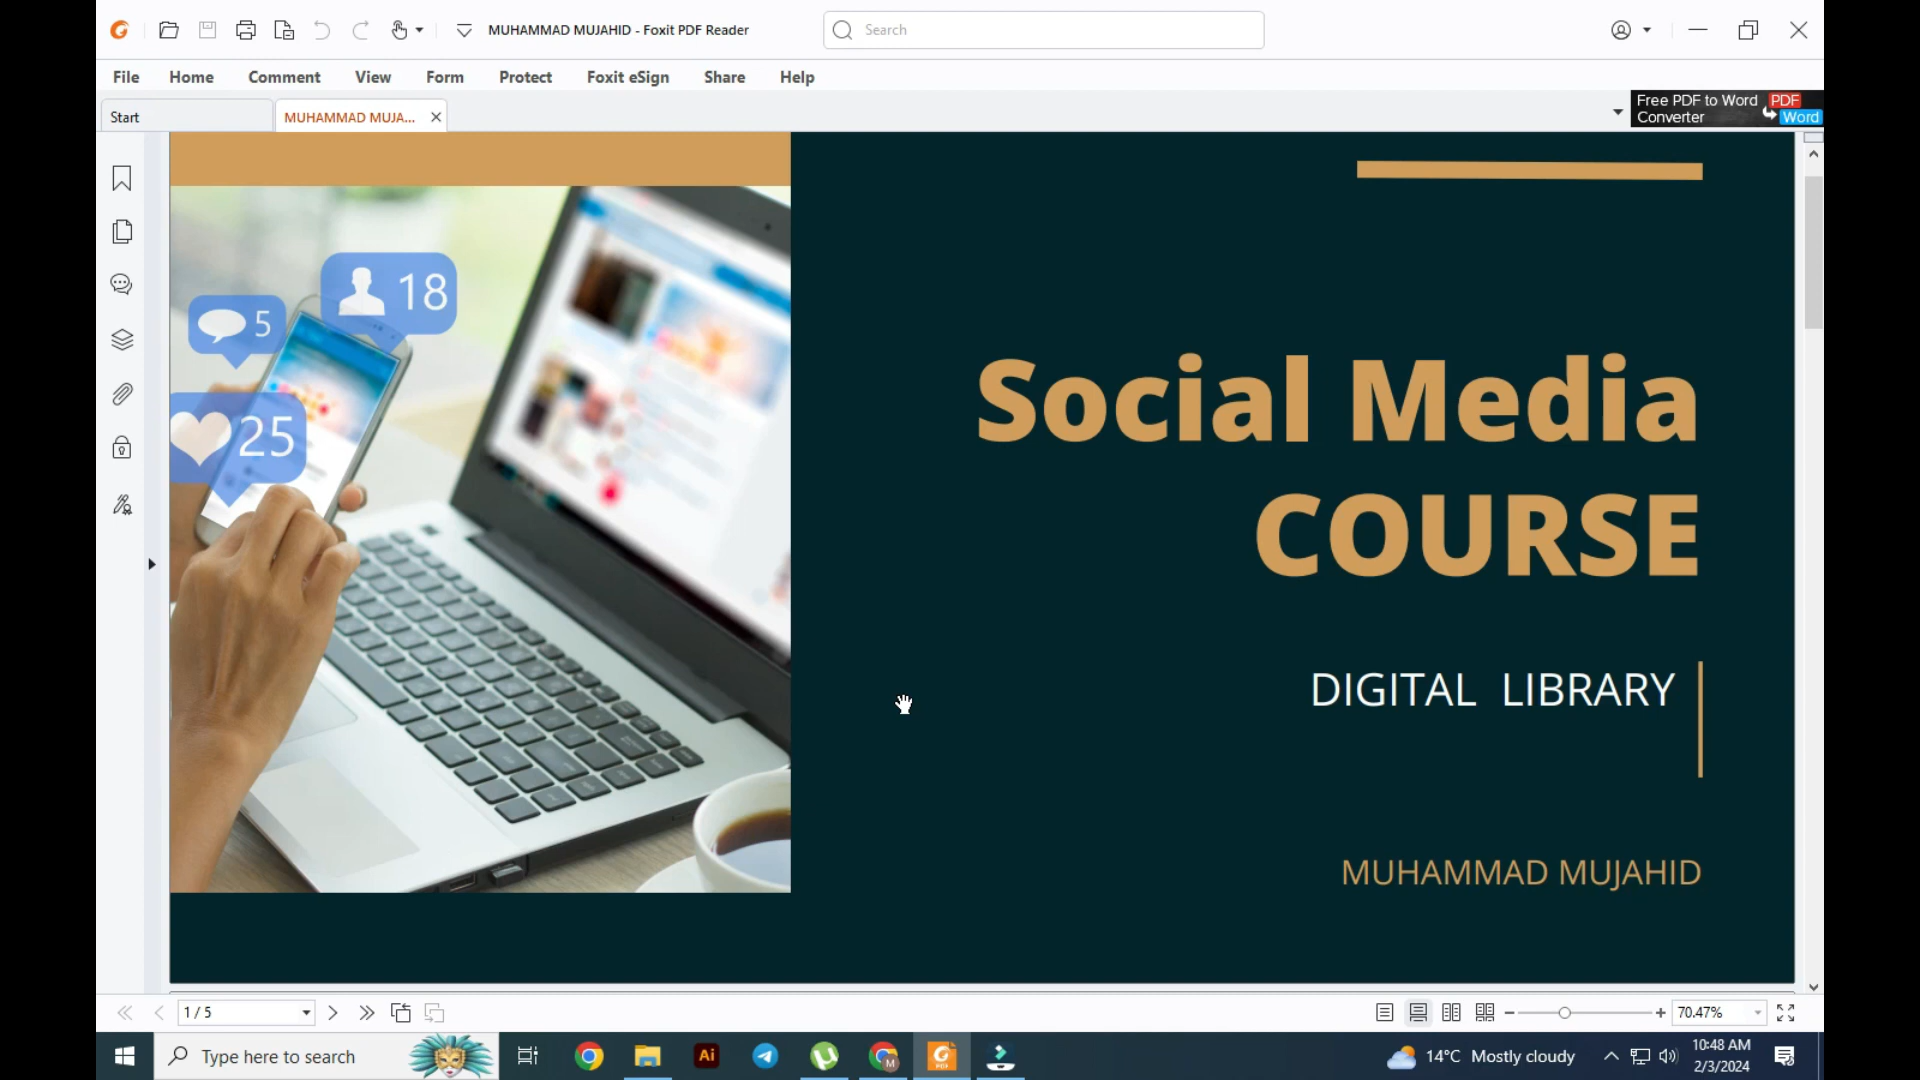 MUHAMMAD MUJAHID - Foxit PDF Reader
Search
File Home Comment View Form Protect Foxit eSign Share Help
Start
MUHAMMAD MUJA...
Free PDF to Word
Converter
PDF
Word
18
5
25
Social Media
COURSE
DIGITAL LIBRARY
MUHAMMAD MUJAHID
1 / 5
70.47%
Type here to search
Ai
M
PDF
14°C Mostly cloudy
10:48 AM
2/3/2024